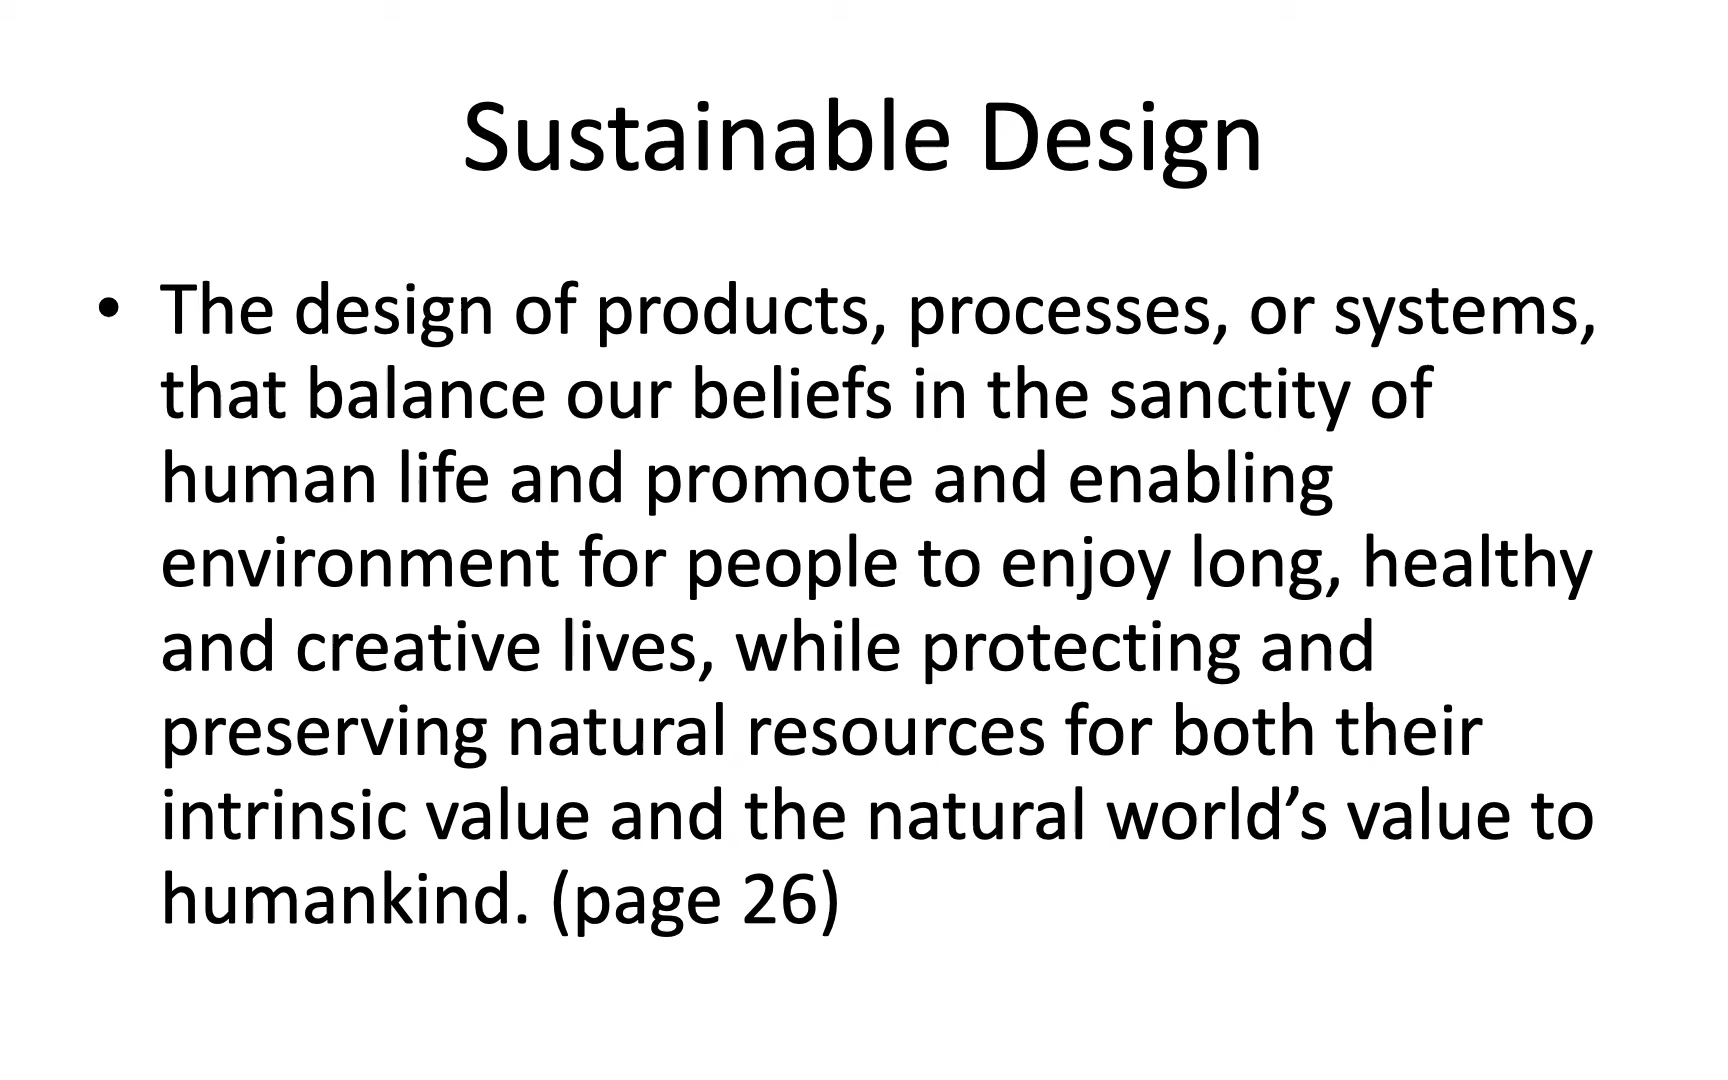 Sustainable Design
• The design of products, processes, or systems,
that balance our beliefs in the sanctity of
human life and promote and enabling
environment for people to enjoy long, healthy
and creative lives, while protecting and
preserving natural resources for both their
intrinsic value and the natural world’s value to
humankind. (page 26)